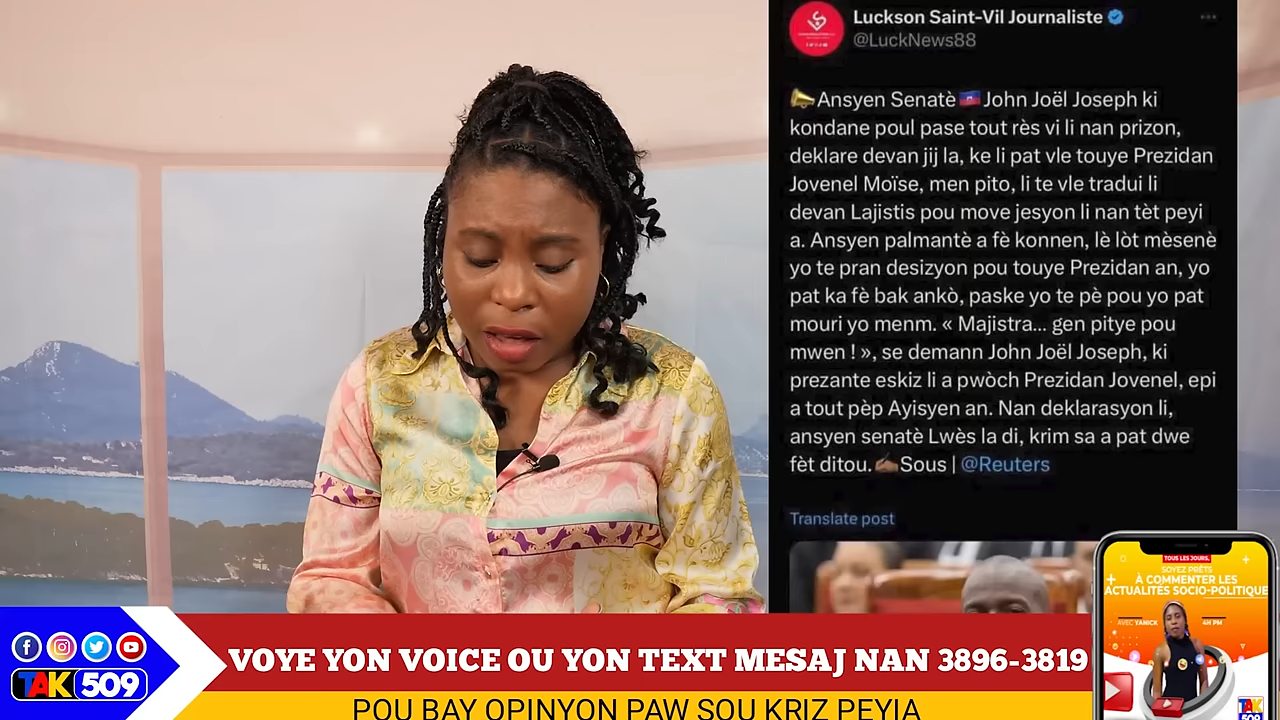 Luckson Saint-Vil Journaliste
@LuckNews88
Ansyen Senatè John Joël Joseph ki
kondane poul pase tout rès vi li nan prizon,
deklare devan jij la, ke li pat vle touye Prezidan
Jovenel Moïse, men pito, li te vle tradui li
devan Lajistis pou move jesyon li nan tèt peyi
a. Ansyen palmantè a fè konnen, lè lòt mèsenè
yo te pran desizyon pou touye Prezidan an, yo
pat ka fè bak ankò, paske yo te pè pou yo pat
mouri yo menm. « Majistra... gen pitye pou
mwen ! », se demann John Joël Joseph, ki
prezante eskiz li a pwòch Prezidan Jovenel, epi
a tout pèp Ayisyen an. Nan deklarasyon li,
ansyen senatè Lwès la di, krim sa a pat dwe
fèt ditou. Sous | @Reuters
Translate post
TOUS LES JOURS,
SOYEZ PRÊTS
À COMMENTER LES
ACTUALITÉS SOCIO-POLITIQUE
AVEC YANICK
4H PM
TAK 509
TAK 509
VOYE YON VOICE OU YON TEXT MESAJ NAN 3896-3819
POU BAY OPINYON PAW SOU KRIZ PEYIA